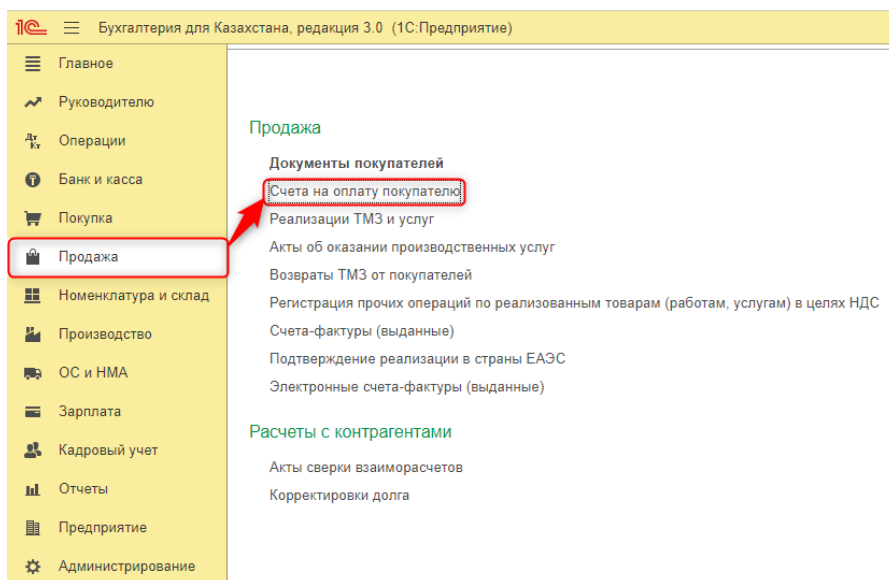 1С Бухгалтерия для Казахстана, редакция 3.0 (1С:Предприятие)
Главное
Руководителю
Дт Кт Операции
Банк и касса
Покупка
Продажа
Номенклатура и склад
Производство
ОС и НМА
Зарплата
Кадровый учет
Отчеты
Предприятие
Администрирование
Продажа
Документы покупателей
Счета на оплату покупателю
Реализации ТМЗ и услуг
Акты об оказании производственных услуг
Возвраты ТМЗ от покупателей
Регистрация прочих операций по реализованным товарам (работам, услугам) в целях НДС
Счета-фактуры (выданные)
Подтверждение реализации в страны ЕАЭС
Электронные счета-фактуры (выданные)
Расчеты с контрагентами
Акты сверки взаиморасчетов
Корректировки долга